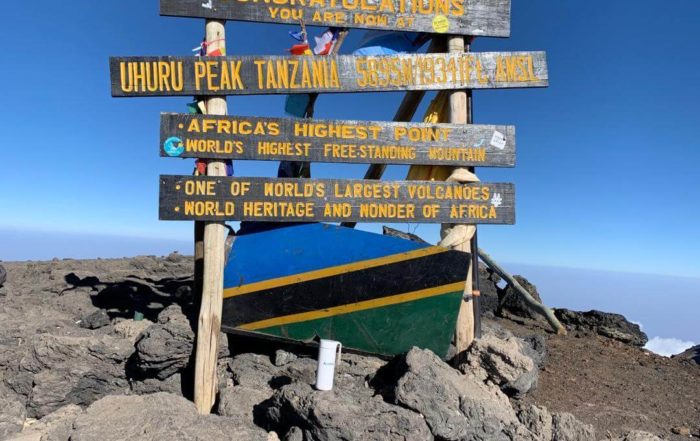 CONGRATULATIONS
YOU ARE NOW AT
UHURU PEAK TANZANIA 5895M/19341Ft. AMSL
• AFRICA'S HIGHEST POINT
• WORLD'S HIGHEST FREE-STANDING MOUNTAIN
• ONE OF WORLD'S LARGEST VOLCANOES
• WORLD HERITAGE AND WONDER OF AFRICA